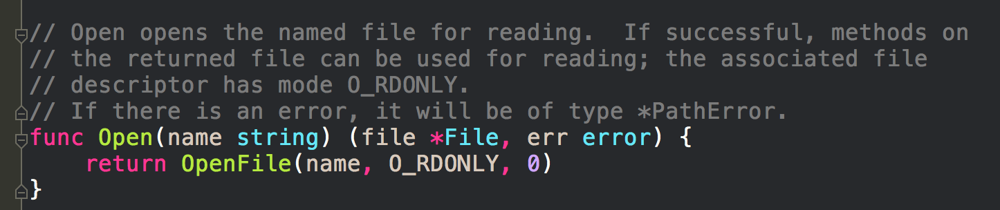 // Open opens the named file for reading.  If successful, methods on
// the returned file can be used for reading; the associated file
// descriptor has mode O_RDONLY.
// If there is an error, it will be of type *PathError.
func Open(name string) (file *File, err error) {
    return OpenFile(name, O_RDONLY, 0)
}